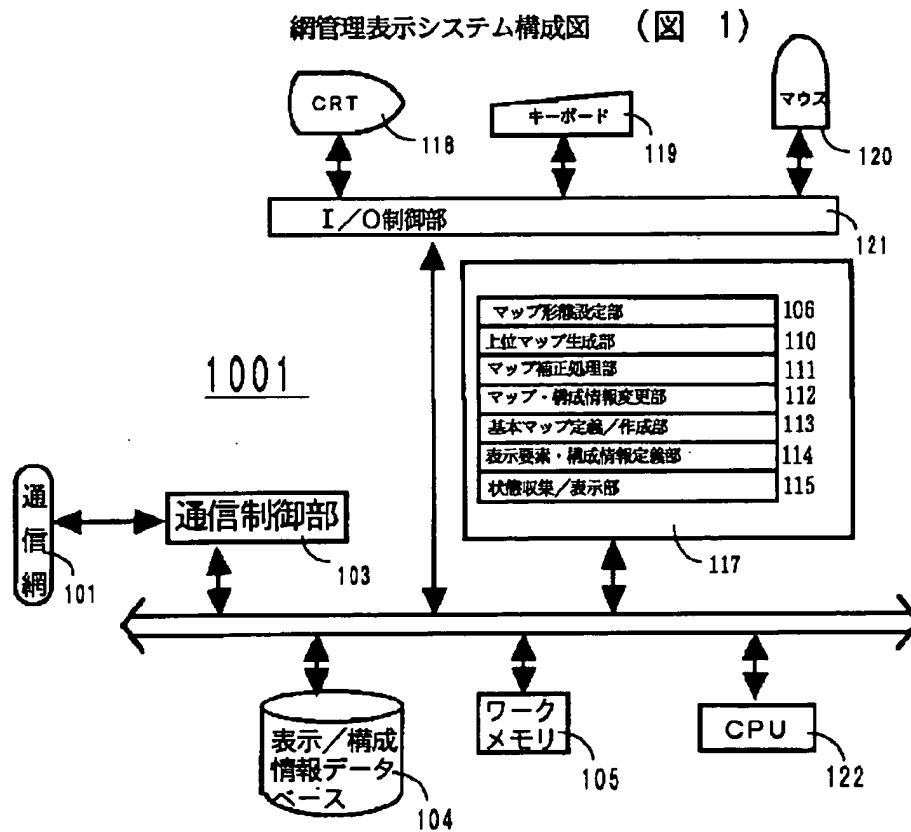 網管理表示システム構成図 (図 1)
CRT
118
キーボード
119
マウス
120
I/O制御部
121
マップ形態設定部 106
上位マップ生成部 110
マップ補正処理部 111
マップ・構成情報変更部 112
基本マップ定義/作成部 113
表示要素・構成情報定義部 114
状態収集/表示部 115
117
1001
通信網
101
通信制御部
103
表示/構成
情報データ
ベース
104
ワーク
メモリ
105
CPU
122